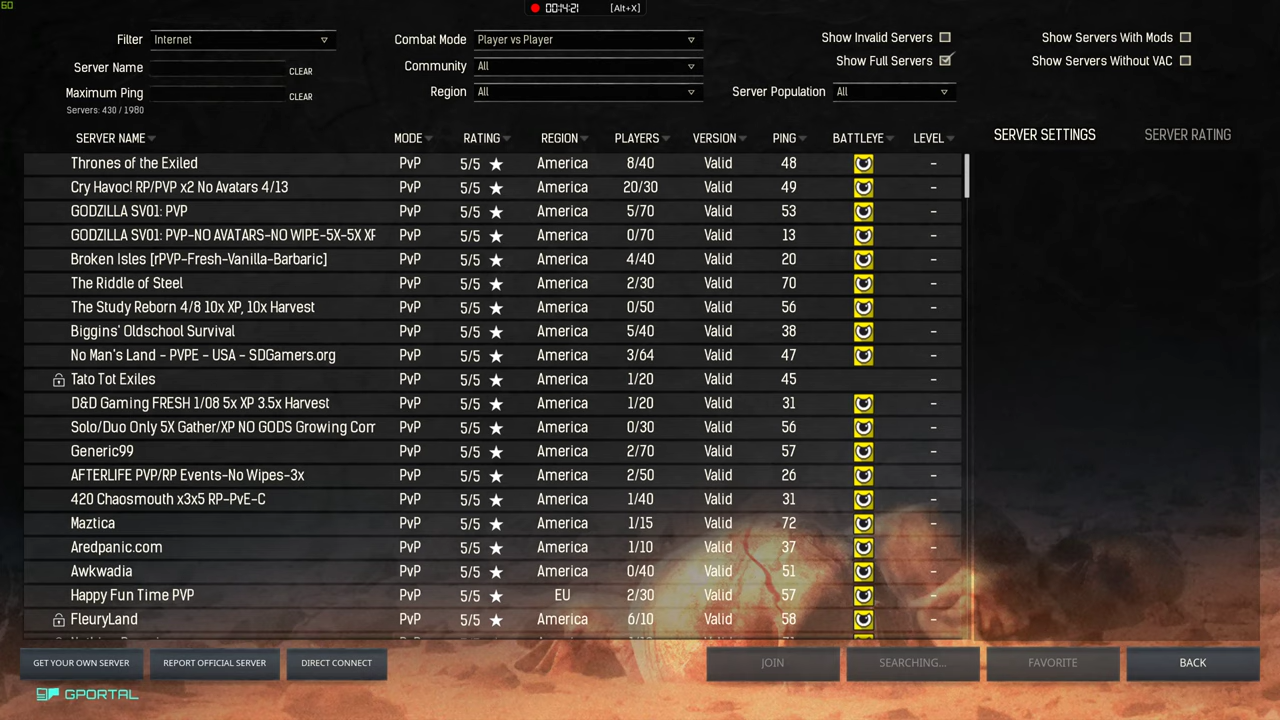 60
00:14:21 [Alt+X]
Filter Internet
Server Name CLEAR
Maximum Ping CLEAR
Servers: 430 / 1980
Combat Mode Player vs Player
Community All
Region All
Show Invalid Servers
Show Full Servers
Server Population All
Show Servers With Mods
Show Servers Without VAC
SERVER NAME MODE RATING REGION PLAYERS VERSION PING BATTLEYE LEVEL
SERVER SETTINGS SERVER RATING
Thrones of the Exiled PvP 5/5 America 8/40 Valid 48 -
Cry Havoc! RP/PVP x2 No Avatars 4/13 PvP 5/5 America 20/30 Valid 49 -
GODZILLA SV01: PVP PvP 5/5 America 5/70 Valid 53 -
GODZILLA SV01: PVP-NO AVATARS-NO WIPE-5X-5X XF PvP 5/5 America 0/70 Valid 13 -
Broken Isles [rPVP-Fresh-Vanilla-Barbaric] PvP 5/5 America 4/40 Valid 20 -
The Riddle of Steel PvP 5/5 America 2/30 Valid 70 -
The Study Reborn 4/8 10x XP, 10x Harvest PvP 5/5 America 0/50 Valid 56 -
Biggins' Oldschool Survival PvP 5/5 America 5/40 Valid 38 -
No Man's Land - PVPE - USA - SDGamers.org PvP 5/5 America 3/64 Valid 47 -
Tato Tot Exiles PvP 5/5 America 1/20 Valid 45 -
D&D Gaming FRESH 1/08 5x XP 3.5x Harvest PvP 5/5 America 1/20 Valid 31 -
Solo/Duo Only 5X Gather/XP NO GODS Growing Com PvP 5/5 America 0/30 Valid 56 -
Generic99 PvP 5/5 America 2/70 Valid 57 -
AFTERLIFE PVP/RP Events-No Wipes-3x PvP 5/5 America 2/50 Valid 26 -
420 Chaosmouth x3x5 RP-PvE-C PvP 5/5 America 1/40 Valid 31 -
Maztica PvP 5/5 America 1/15 Valid 72 -
Aredpanic.com PvP 5/5 America 1/10 Valid 37 -
Awkwadia PvP 5/5 America 0/40 Valid 51 -
Happy Fun Time PVP PvP 5/5 EU 2/30 Valid 57 -
FleuryLand PvP 5/5 America 6/10 Valid 58 -
GET YOUR OWN SERVER REPORT OFFICIAL SERVER DIRECT CONNECT JOIN SEARCHING... FAVORITE BACK
GPORTAL